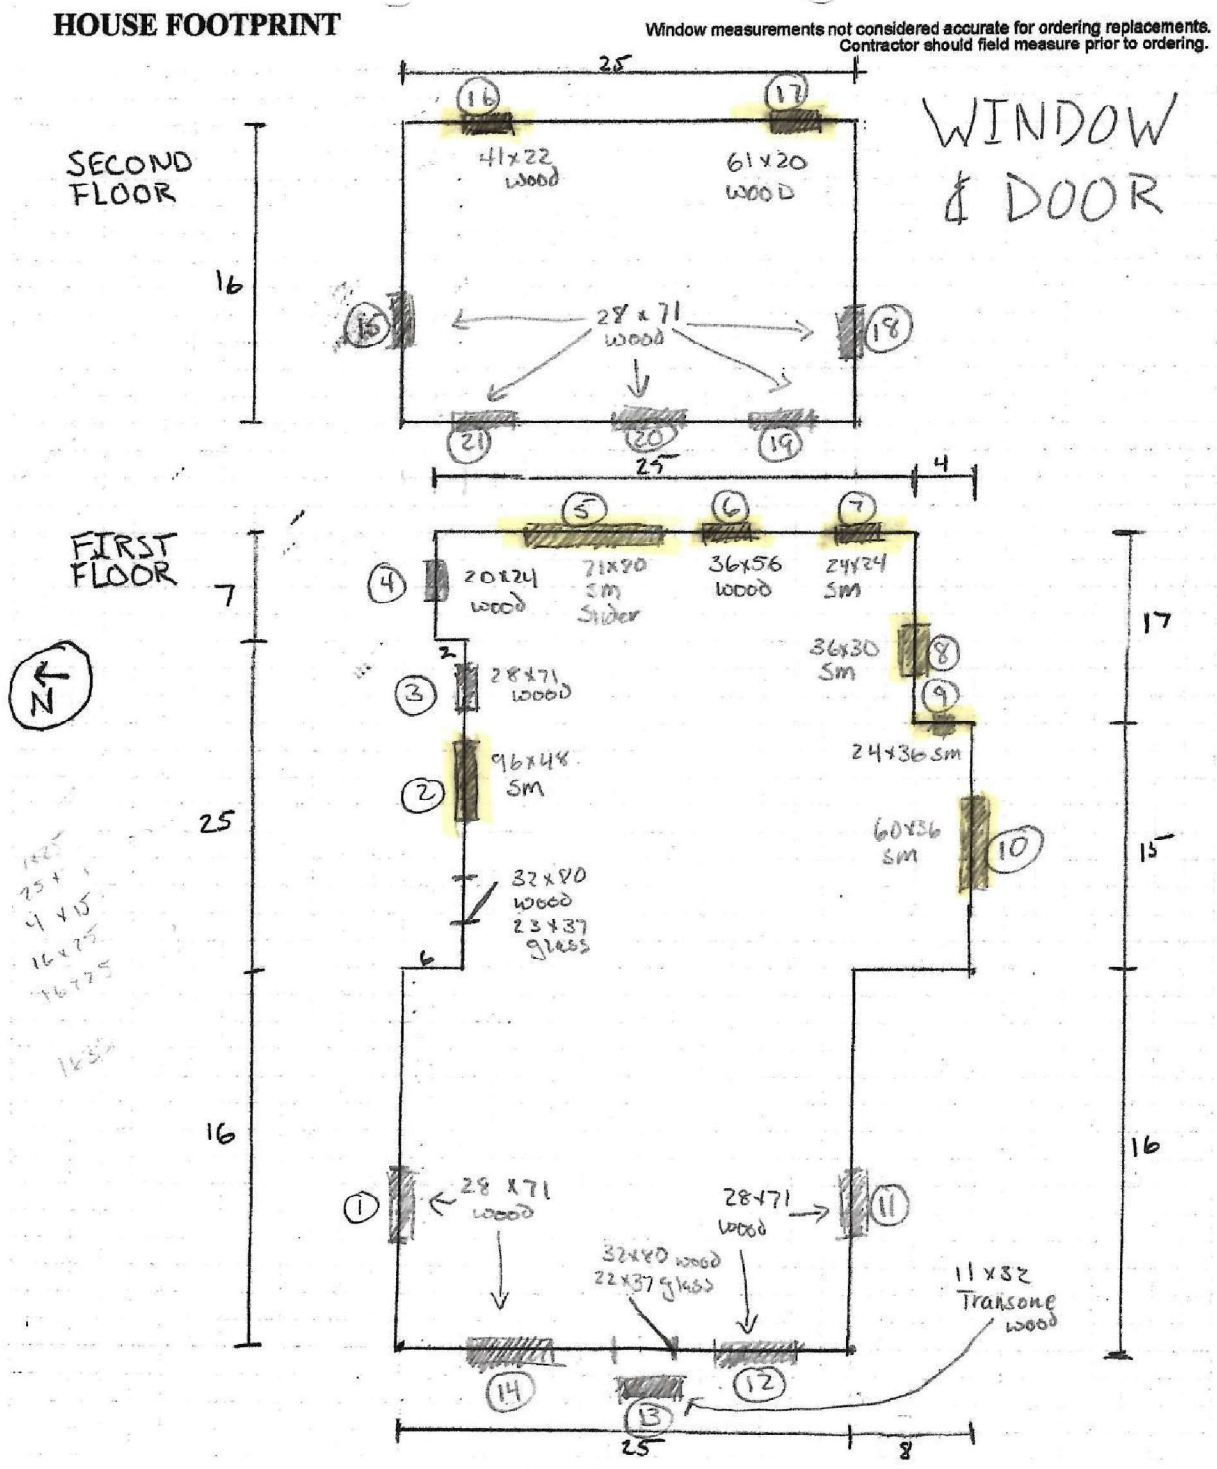 HOUSE FOOTPRINT
Window measurements not considered accurate for ordering replacements.
Contractor should field measure prior to ordering.
WINDOW
& DOOR
25
16
17
SECOND
FLOOR
41x22
wood
61x20
WOOD
16
15
28x71
wood
18
21
20
19
25
4
FIRST
FLOOR
5
6
7
4
20x24
wood
71x80
sm
Slider
36x56
wood
24x24
sm
7
17
2
36x30
sm
8
N
3
28x71
wood
9
24x36 sm
2
96x48
sm
25
60x36
sm
10
15
32x80
wood
23x37
glass
6
4x15
16x25
16
16
1
28x71
wood
28x71
wood
11
32x80 wood
22x37 glass
11x32
Transone
wood
14
13
12
25
8